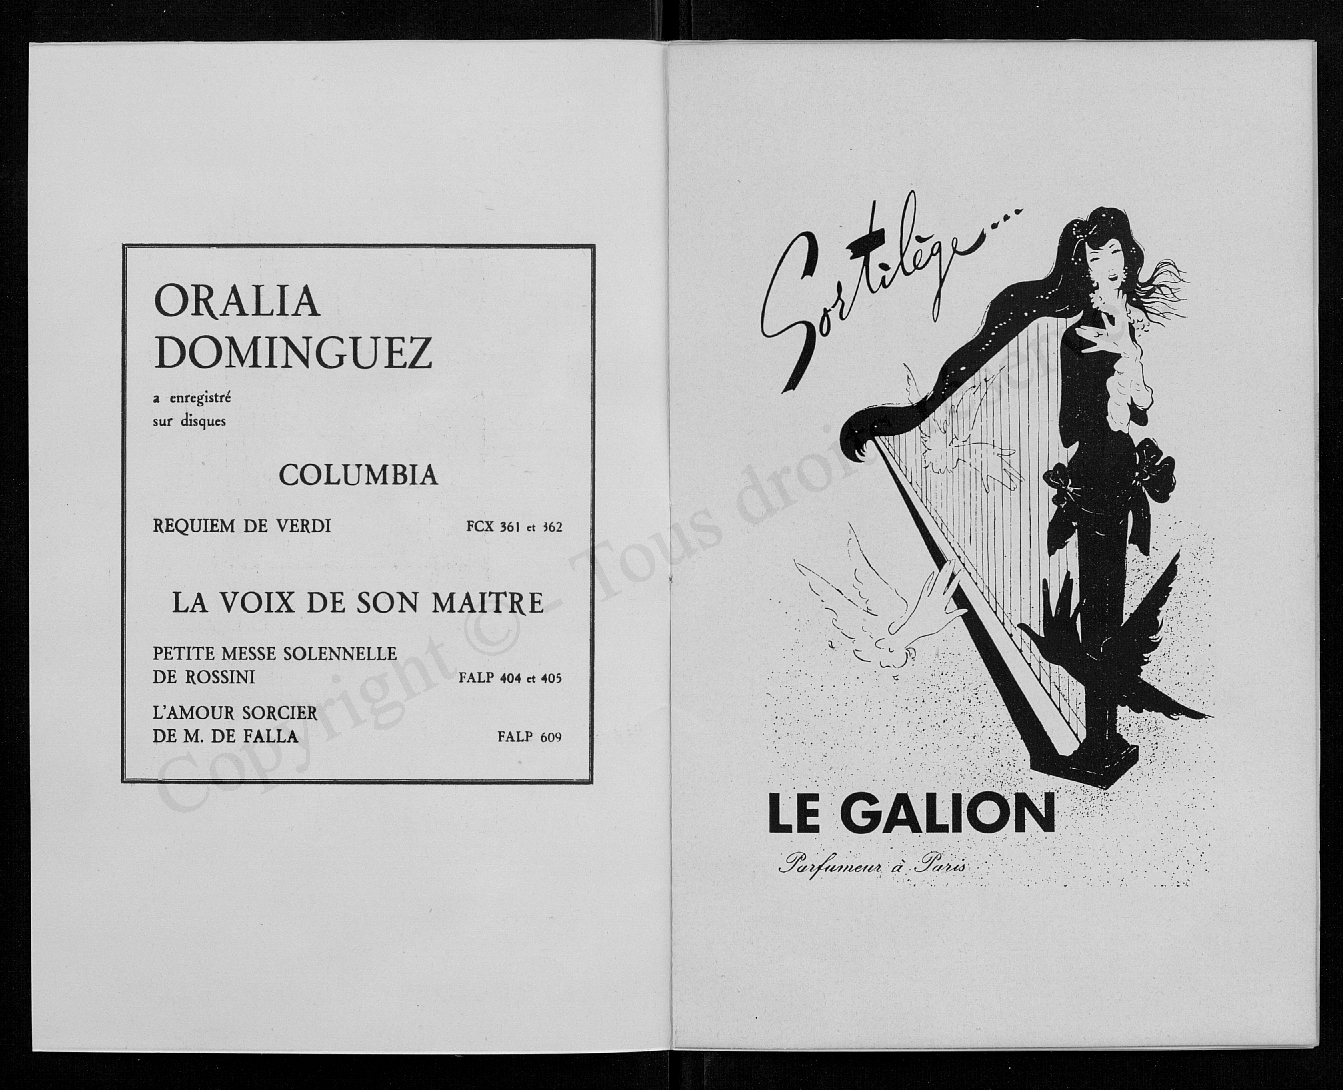 ORALIA
DOMINGUEZ
a enregistré
sur disques
COLUMBIA
REQUIEM DE VERDI FCX 361 et 362
LA VOIX DE SON MAITRE
PETITE MESSE SOLENNELLE
DE ROSSINI FALP 404 et 405
L'AMOUR SORCIER
DE M. DE FALLA FALP 609
Sortilège...
LE GALION
Parfumeur à Paris
Copyright © - Tous droits